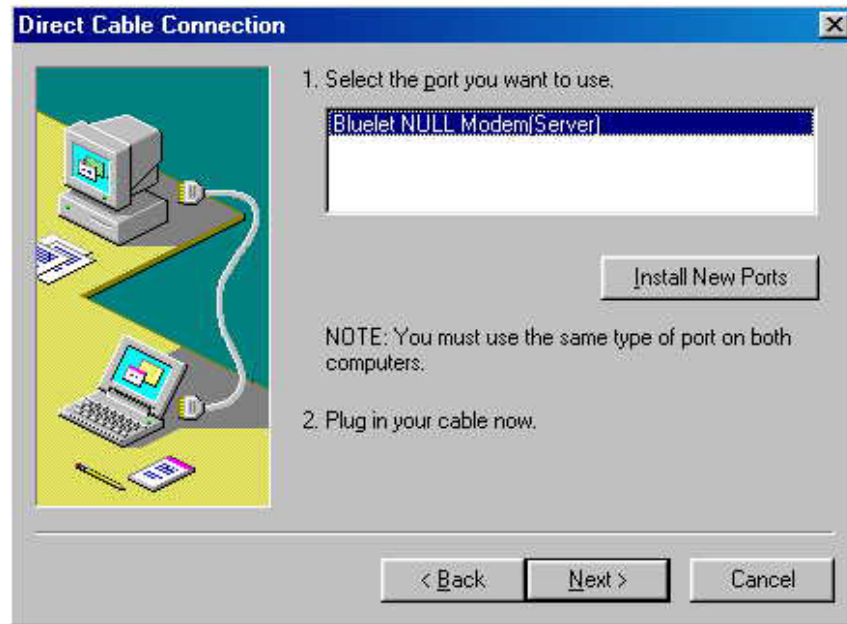 Direct Cable Connection
1. Select the port you want to use.
Bluelet NULL Modem(Server)
Install New Ports
NOTE: You must use the same type of port on both
computers.
2. Plug in your cable now.
< Back
Next >
Cancel